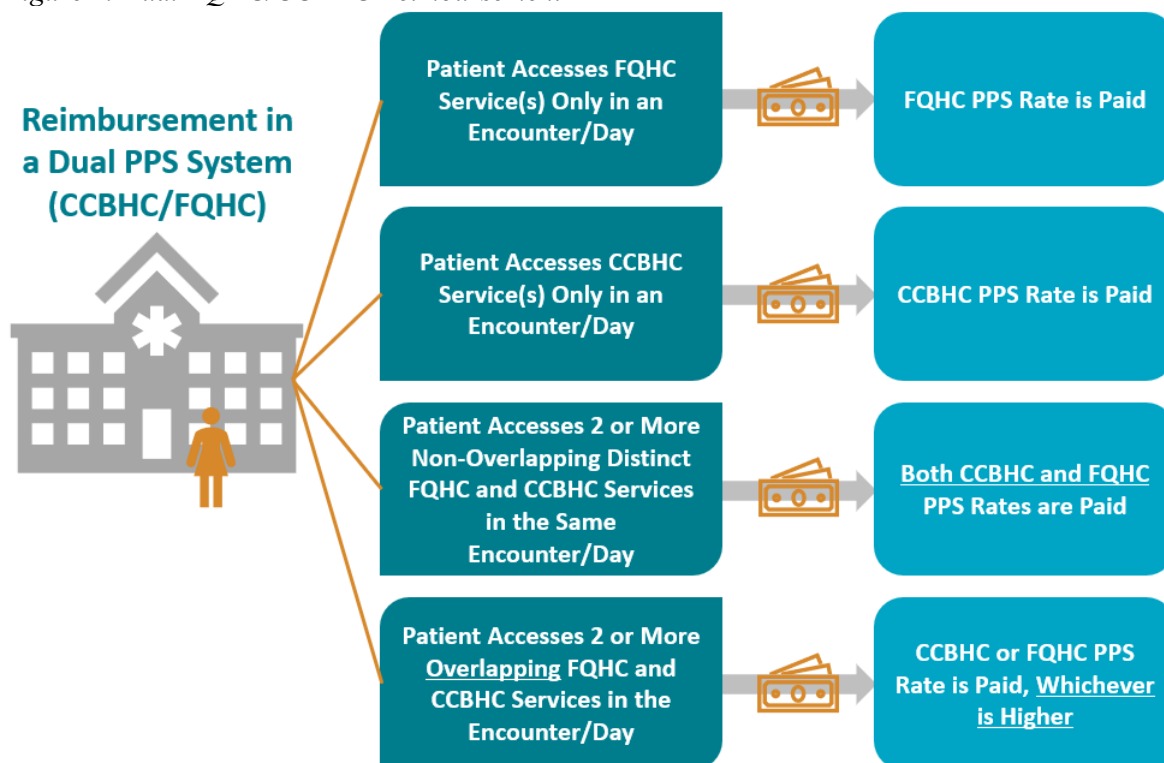 Reimbursement in
a Dual PPS System
(CCBHC/FQHC)
Patient Accesses FQHC
Service(s) Only in an
Encounter/Day
FQHC PPS Rate is Paid
Patient Accesses CCBHC
Service(s) Only in an
Encounter/Day
CCBHC PPS Rate is Paid
Patient Accesses 2 or More
Non-Overlapping Distinct
FQHC and CCBHC Services
in the Same
Encounter/Day
Both CCBHC and FQHC
PPS Rates are Paid
Patient Accesses 2 or More
Overlapping FQHC and
CCBHC Services in the
Encounter/Day
CCBHC or FQHC PPS
Rate is Paid, Whichever
is Higher